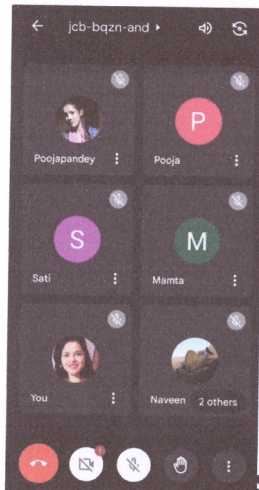 jcb-bqzn-and
P
Poojapandey
Pooja
S
M
Sati
Mamta
You
Naveen 2 others